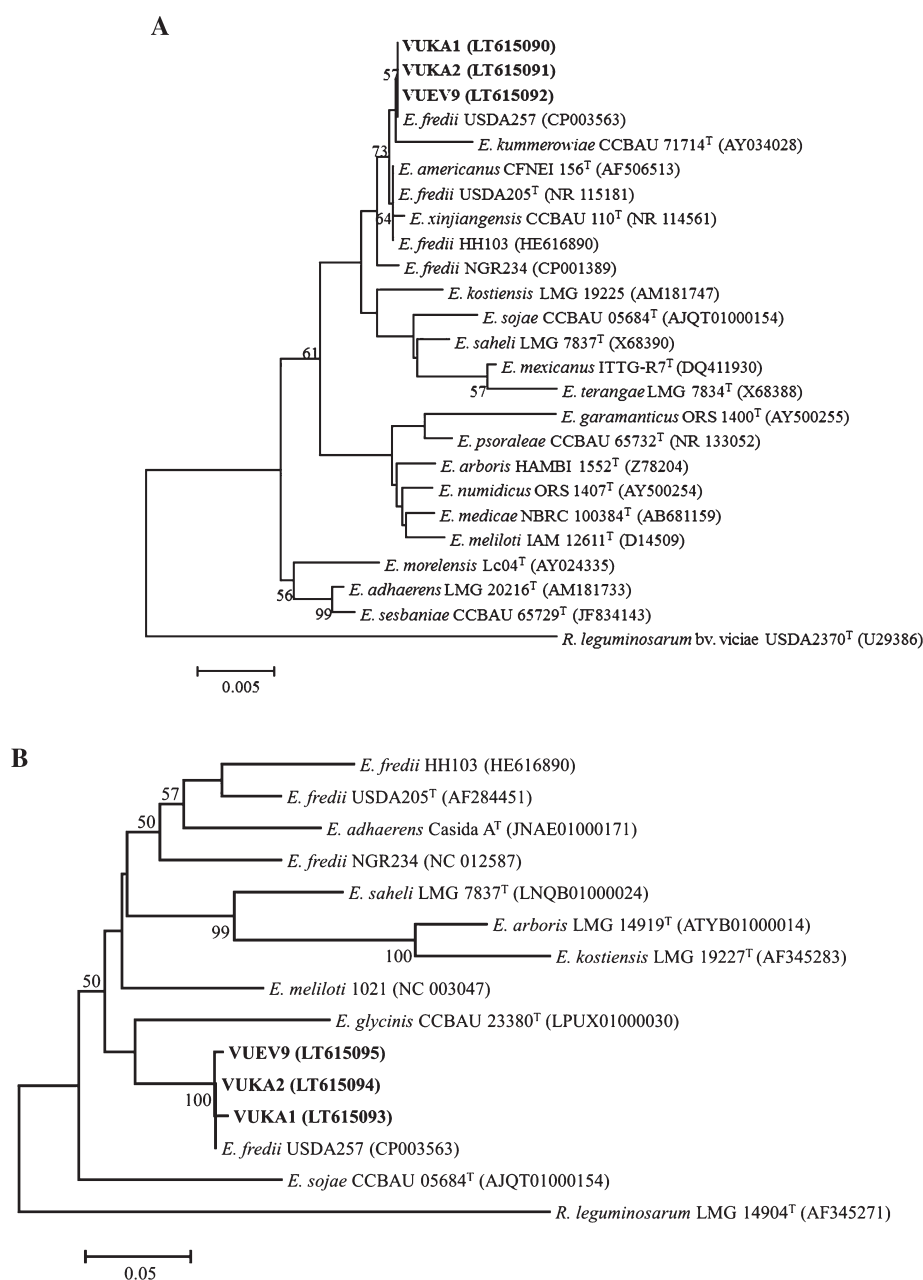 A
VUKA1 (LT615090)
VUKA2 (LT615091)
57
VUEV9 (LT615092)
E. fredii USDA257 (CP003563)
E. kummerowiae CCBAU 71714ᵀ (AY034028)
73
E. americanus CFNEI 156ᵀ (AF506513)
E. fredii USDA205ᵀ (NR 115181)
E. xinjiangensis CCBAU 110ᵀ (NR 114561)
64
E. fredii HH103 (HE616890)
E. fredii NGR234 (CP001389)
E. kostiensis LMG 19225 (AM181747)
E. sojae CCBAU 05684ᵀ (AJQT01000154)
E. saheli LMG 7837ᵀ (X68390)
61
E. mexicanus ITTG-R7ᵀ (DQ411930)
57
E. terangae LMG 7834ᵀ (X68388)
E. garamanticus ORS 1400ᵀ (AY500255)
E. psoraleae CCBAU 65732ᵀ (NR 133052)
E. arboris HAMBI 1552ᵀ (Z78204)
E. numidicus ORS 1407ᵀ (AY500254)
E. medicae NBRC 100384ᵀ (AB681159)
E. meliloti IAM 12611ᵀ (D14509)
E. morelensis Lc04ᵀ (AY024335)
E. adhaerens LMG 20216ᵀ (AM181733)
56
99
E. sesbaniae CCBAU 65729ᵀ (JF834143)
R. leguminosarum bv. viciae USDA2370ᵀ (U29386)
0.005
B
E. fredii HH103 (HE616890)
57
E. fredii USDA205ᵀ (AF284451)
50
E. adhaerens Casida Aᵀ (JNAE01000171)
E. fredii NGR234 (NC 012587)
E. saheli LMG 7837ᵀ (LNQB01000024)
99
E. arboris LMG 14919ᵀ (ATYB01000014)
100
E. kostiensis LMG 19227ᵀ (AF345283)
50
E. meliloti 1021 (NC 003047)
E. glycinis CCBAU 23380ᵀ (LPUX01000030)
VUEV9 (LT615095)
VUKA2 (LT615094)
100
VUKA1 (LT615093)
E. fredii USDA257 (CP003563)
E. sojae CCBAU 05684ᵀ (AJQT01000154)
R. leguminosarum LMG 14904ᵀ (AF345271)
0.05